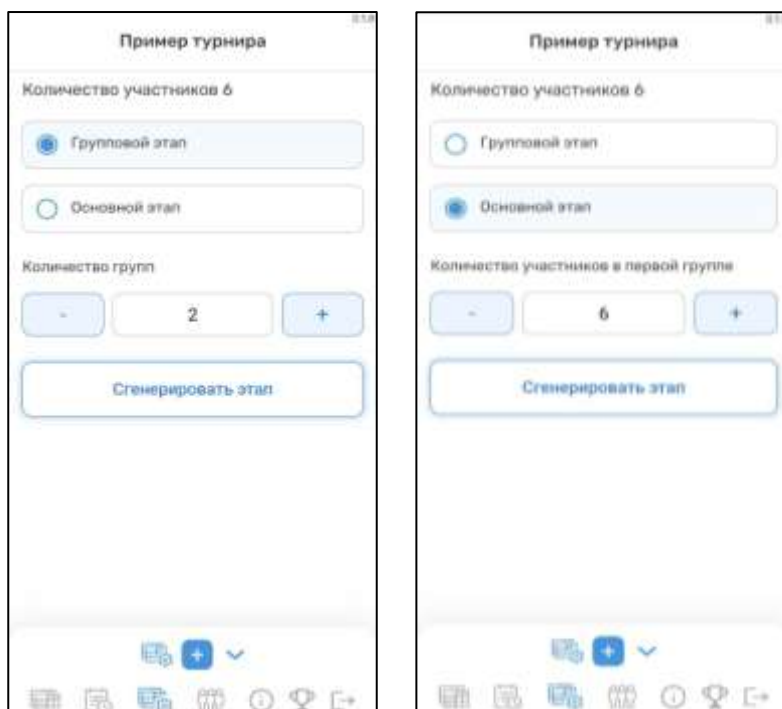 Пример турнира
Количество участников 6
Групповой этап
Основной этап
Количество групп
- 2 +
Сгенерировать этап
Пример турнира
Количество участников 6
Групповой этап
Основной этап
Количество участников в первой группе
- 6 +
Сгенерировать этап